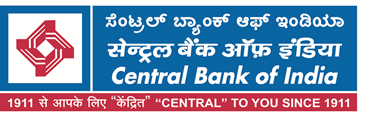 ಸೆಂಟ್ರಲ್ ಬ್ಯಾಂಕ್ ಆಫ್ ಇಂಡಿಯಾ
सेन्ट्रल बैंक ऑफ़ इंडिया
Central Bank of India
1911 से आपके लिए “केंद्रित” “CENTRAL” TO YOU SINCE 1911